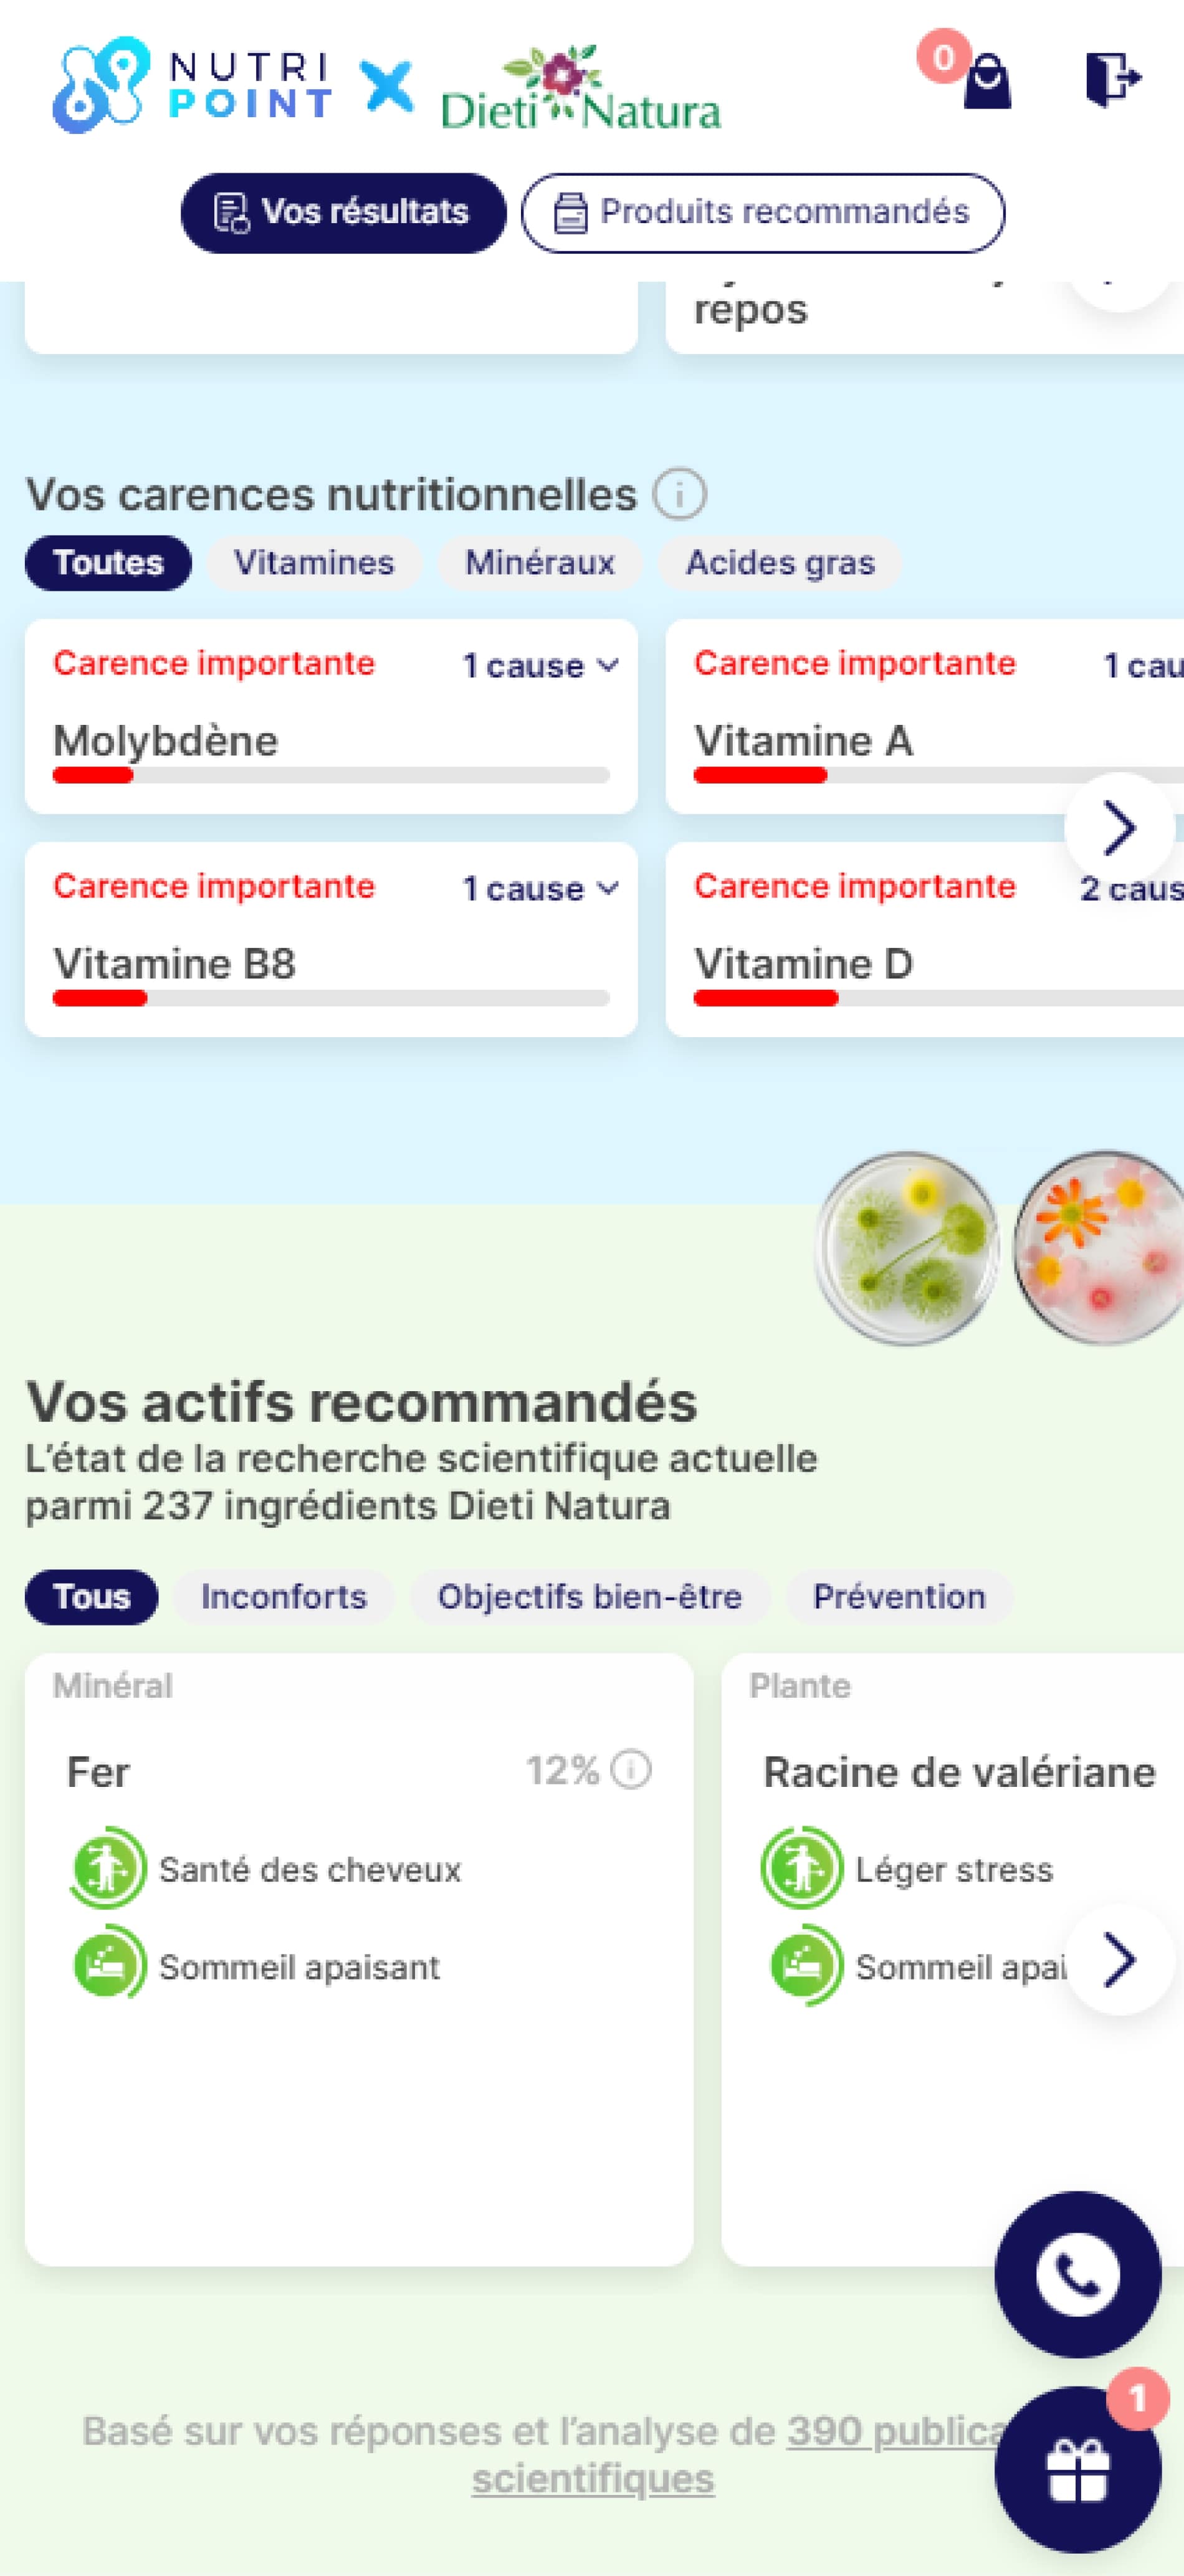 NUTRI
POINT
Dieti Natura
0
Vos résultats
Produits recommandés
repos
Vos carences nutritionnelles
Toutes
Vitamines
Minéraux
Acides gras
Carence importante
1 cause
Molybdène
Carence importante
1 cau
Vitamine A
Carence importante
1 cause
Vitamine B8
Carence importante
2 caus
Vitamine D
Vos actifs recommandés
L’état de la recherche scientifique actuelle
parmi 237 ingrédients Dieti Natura
Tous
Inconforts
Objectifs bien-être
Prévention
Minéral
Fer
12%
Santé des cheveux
Sommeil apaisant
Plante
Racine de valériane
Léger stress
Sommeil apai
1
Basé sur vos réponses et l’analyse de 390 publica
scientifiques